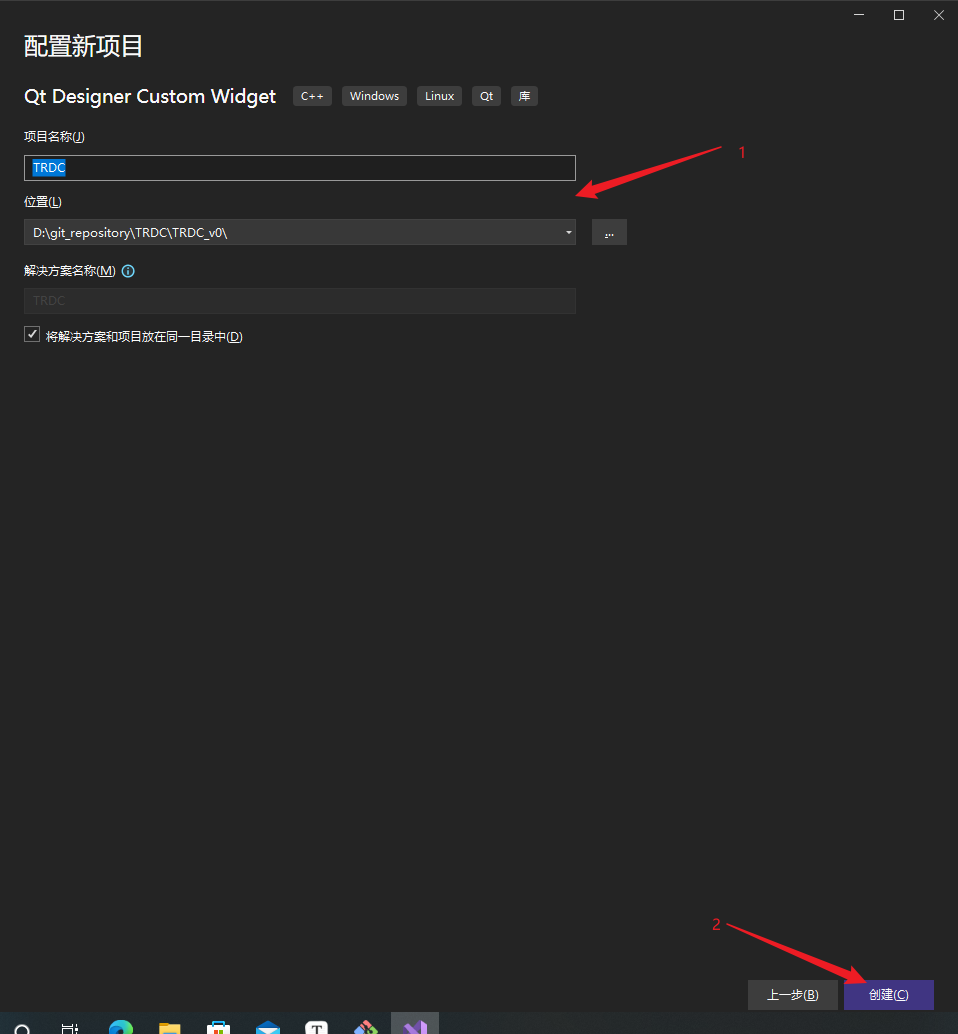 配置新项目
Qt Designer Custom Widget C++ Windows Linux Qt 库
项目名称(J)
1
TRDC
位置(L)
D:\git_repository\TRDC\TRDC_v0\ ...
解决方案名称(M)
TRDC
将解决方案和项目放在同一目录中(D)
2
上一步(B) 创建(C)
T